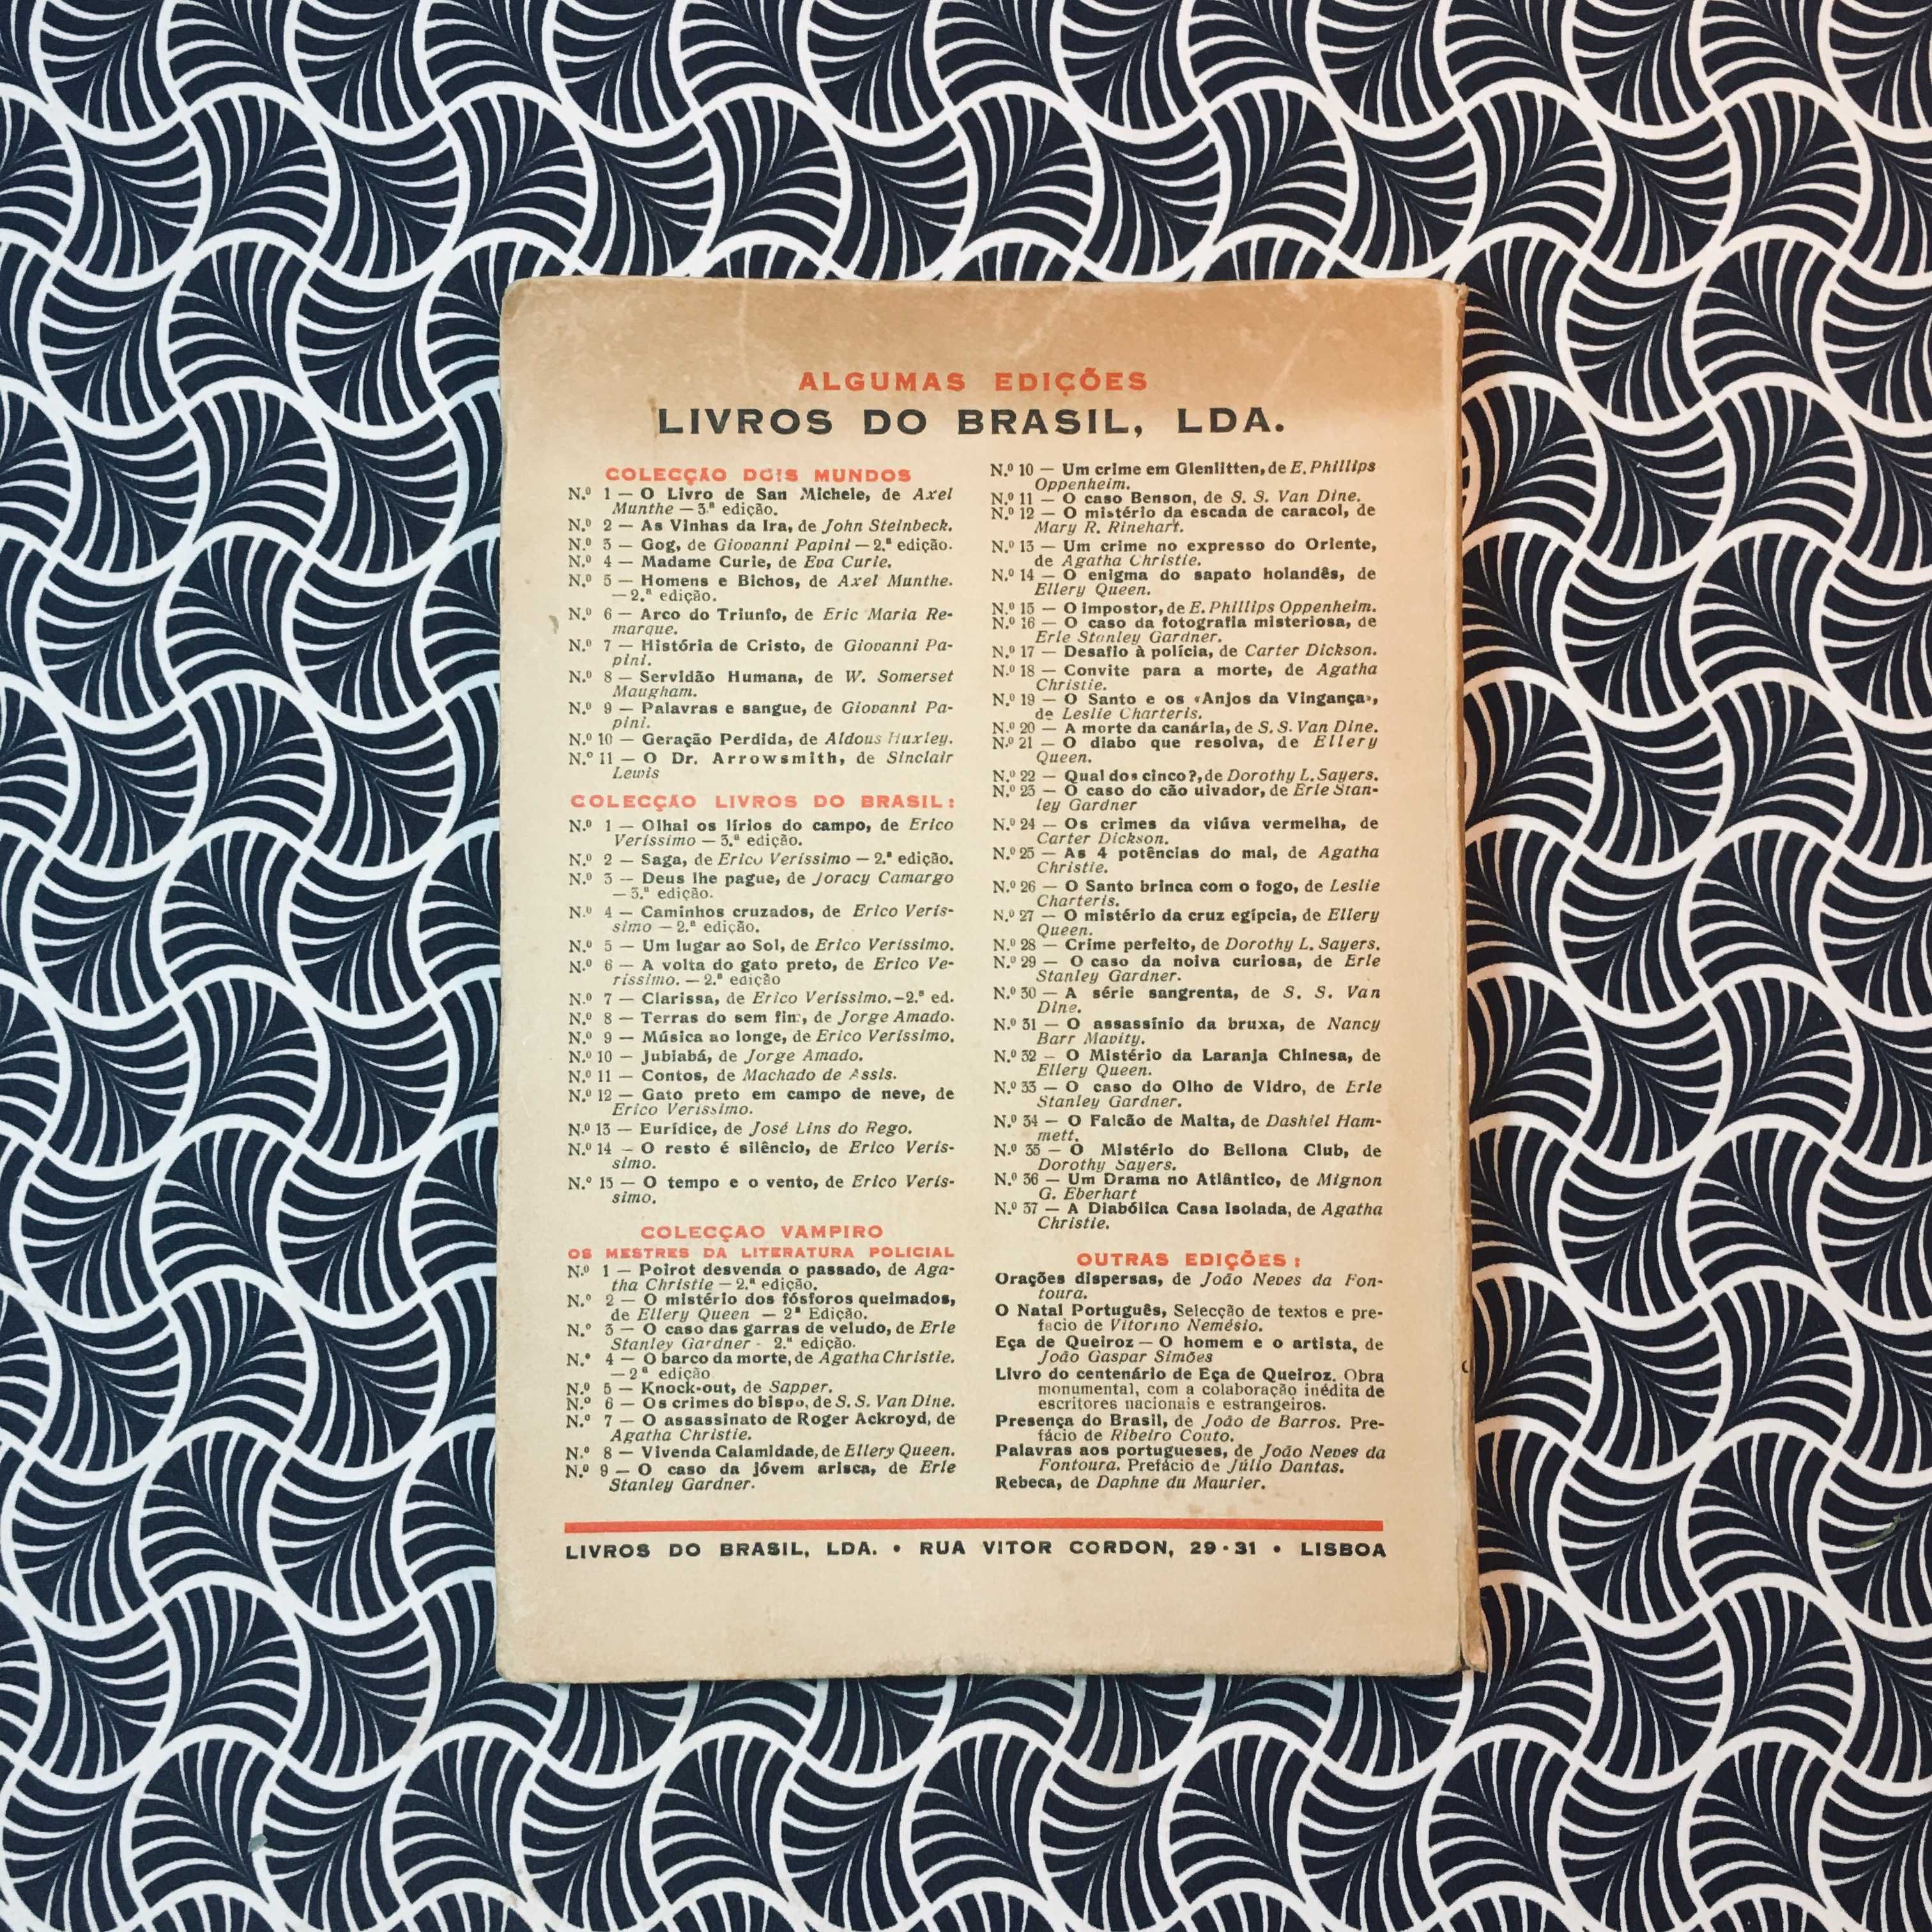 ALGUMAS EDIÇÕES
LIVROS DO BRASIL, LDA.
COLECÇÃO DOIS MUNDOS
N.º 1 — O Livro de San Michele, de Axel
Munthe — 3.ª edição.
N.º 2 — As Vinhas da Ira, de John Steinbeck.
N.º 3 — Gog, de Giovanni Papini — 2.ª edição.
N.º 4 — Madame Curie, de Eva Curie.
N.º 5 — Homens e Bichos, de Axel Munthe.
— 2.ª edição.
N.º 6 — Arco do Triunfo, de Eric Maria Re-
marque.
N.º 7 — História de Cristo, de Giovanni Pa-
pini.
N.º 8 — Servidão Humana, de W. Somerset
Maugham.
N.º 9 — Palavras e sangue, de Giovanni Pa-
pini.
N.º 10 — Geração Perdida, de Aldous Huxley.
N.º 11 — O Dr. Arrowsmith, de Sinclair
Lewis
COLECÇÃO LIVROS DO BRASIL:
N.º 1 — Olhai os lírios do campo, de Erico
Veríssimo — 3.ª edição.
N.º 2 — Saga, de Erico Veríssimo — 2.ª edição.
N.º 3 — Deus lhe pague, de Joracy Camargo
— 3.ª edição.
N.º 4 — Caminhos cruzados, de Erico Verís-
simo — 2.ª edição.
N.º 5 — Um lugar ao Sol, de Erico Veríssimo.
N.º 6 — A volta do gato preto, de Erico Ve-
ríssimo. — 2.ª edição
N.º 7 — Clarissa, de Erico Veríssimo.-2.ª ed.
N.º 8 — Terras do sem fim, de Jorge Amado.
N.º 9 — Música ao longe, de Erico Veríssimo.
N.º 10 — Jubiabá, de Jorge Amado.
N.º 11 — Contos, de Machado de Assis.
N.º 12 — Gato preto em campo de neve, de
Erico Veríssimo.
N.º 13 — Eurídice, de José Lins do Rego.
N.º 14 — O resto é silêncio, de Erico Verís-
simo.
N.º 15 — O tempo e o vento, de Erico Verís-
simo.
COLECÇÃO VAMPIRO
OS MESTRES DA LITERATURA POLICIAL
N.º 1 — Poirot desvenda o passado, de Aga-
tha Christie — 2.ª edição.
N.º 2 — O mistério dos fósforos queimados,
de Ellery Queen — 2ª Edição.
N.º 3 — O caso das garras de veludo, de Erle
Stanley Gardner - 2.ª edição.
N.º 4 — O barco da morte, de Agatha Christie.
— 2ª edição
N.º 5 — Knock-out, de Sapper.
N.º 6 — Os crimes do bispo, de S. S. Van Dine.
N.º 7 — O assassinato de Roger Ackroyd, de
Agatha Christie.
N.º 8 — Vivenda Calamidade, de Ellery Queen.
N.º 9 — O caso da jóvem arisca, de Erle
Stanley Gardner.
N.º 10 — Um crime em Glenlitten, de E. Phillips
Oppenheim.
N.º 11 — O caso Benson, de S. S. Van Dine.
N.º 12 — O mistério da escada de caracol, de
Mary R. Rinehart.
N.º 13 — Um crime no expresso do Oriente,
de Agatha Christie.
N.º 14 — O enigma do sapato holandês, de
Ellery Queen.
N.º 15 — O Impostor, de E. Phillips Oppenheim.
N.º 16 — O caso da fotografia misteriosa, de
Erle Stanley Gardner.
N.º 17 — Desafio à polícia, de Carter Dickson.
N.º 18 — Convite para a morte, de Agatha
Christie.
N.º 19 — O Santo e os «Anjos da Vingança»,
de Leslie Charteris.
N.º 20 — A morte da canária, de S. S. Van Dine.
N.º 21 — O diabo que resolva, de Ellery
Queen.
N.º 22 — Qual dos cinco?, de Dorothy L. Sayers.
N.º 23 — O caso do cão uivador, de Erle Stan-
ley Gardner
N.º 24 — Os crimes da viúva vermelha, de
Carter Dickson.
N.º 25 — As 4 potências do mal, de Agatha
Christie.
N.º 26 — O Santo brinca com o fogo, de Leslie
Charteris.
N.º 27 — O mistério da cruz egípcia, de Ellery
Queen.
N.º 28 — Crime perfeito, de Dorothy L. Sayers.
N.º 29 — O caso da noiva curiosa, de Erle
Stanley Gardner.
N.º 30 — A série sangrenta, de S. S. Van
Dine.
N.º 31 — O assassínio da bruxa, de Nancy
Barr Mavity.
N.º 32 — O Mistério da Laranja Chinesa, de
Ellery Queen.
N.º 33 — O caso do Olho de Vidro, de Erle
Stanley Gardner.
N.º 34 — O Falcão de Malta, de Dashiel Ham-
mett.
N.º 35 — O Mistério do Bellona Club, de
Dorothy Sayers.
N.º 36 — Um Drama no Atlântico, de Mignon
G. Eberhart
N.º 37 — A Diabólica Casa Isolada, de Agatha
Christie.
OUTRAS EDIÇÕES:
Orações dispersas, de João Neves da Fon-
toura.
O Natal Português, Selecção de textos e pre-
fácio de Vitorino Nemésio.
Eça de Queiroz — O homem e o artista, de
João Gaspar Simões
Livro do centenário de Eça de Queiroz. Obra
monumental, com a colaboração inédita de
escritores nacionais e estrangeiros.
Presença do Brasil, de João de Barros. Pre-
fácio de Ribeiro Couto.
Palavras aos portugueses, de João Neves da
Fontoura. Prefácio de Júlio Dantas.
Rebeca, de Daphne du Maurier.
LIVROS DO BRASIL, LDA. • RUA VITOR CORDON, 29-31 • LISBOA